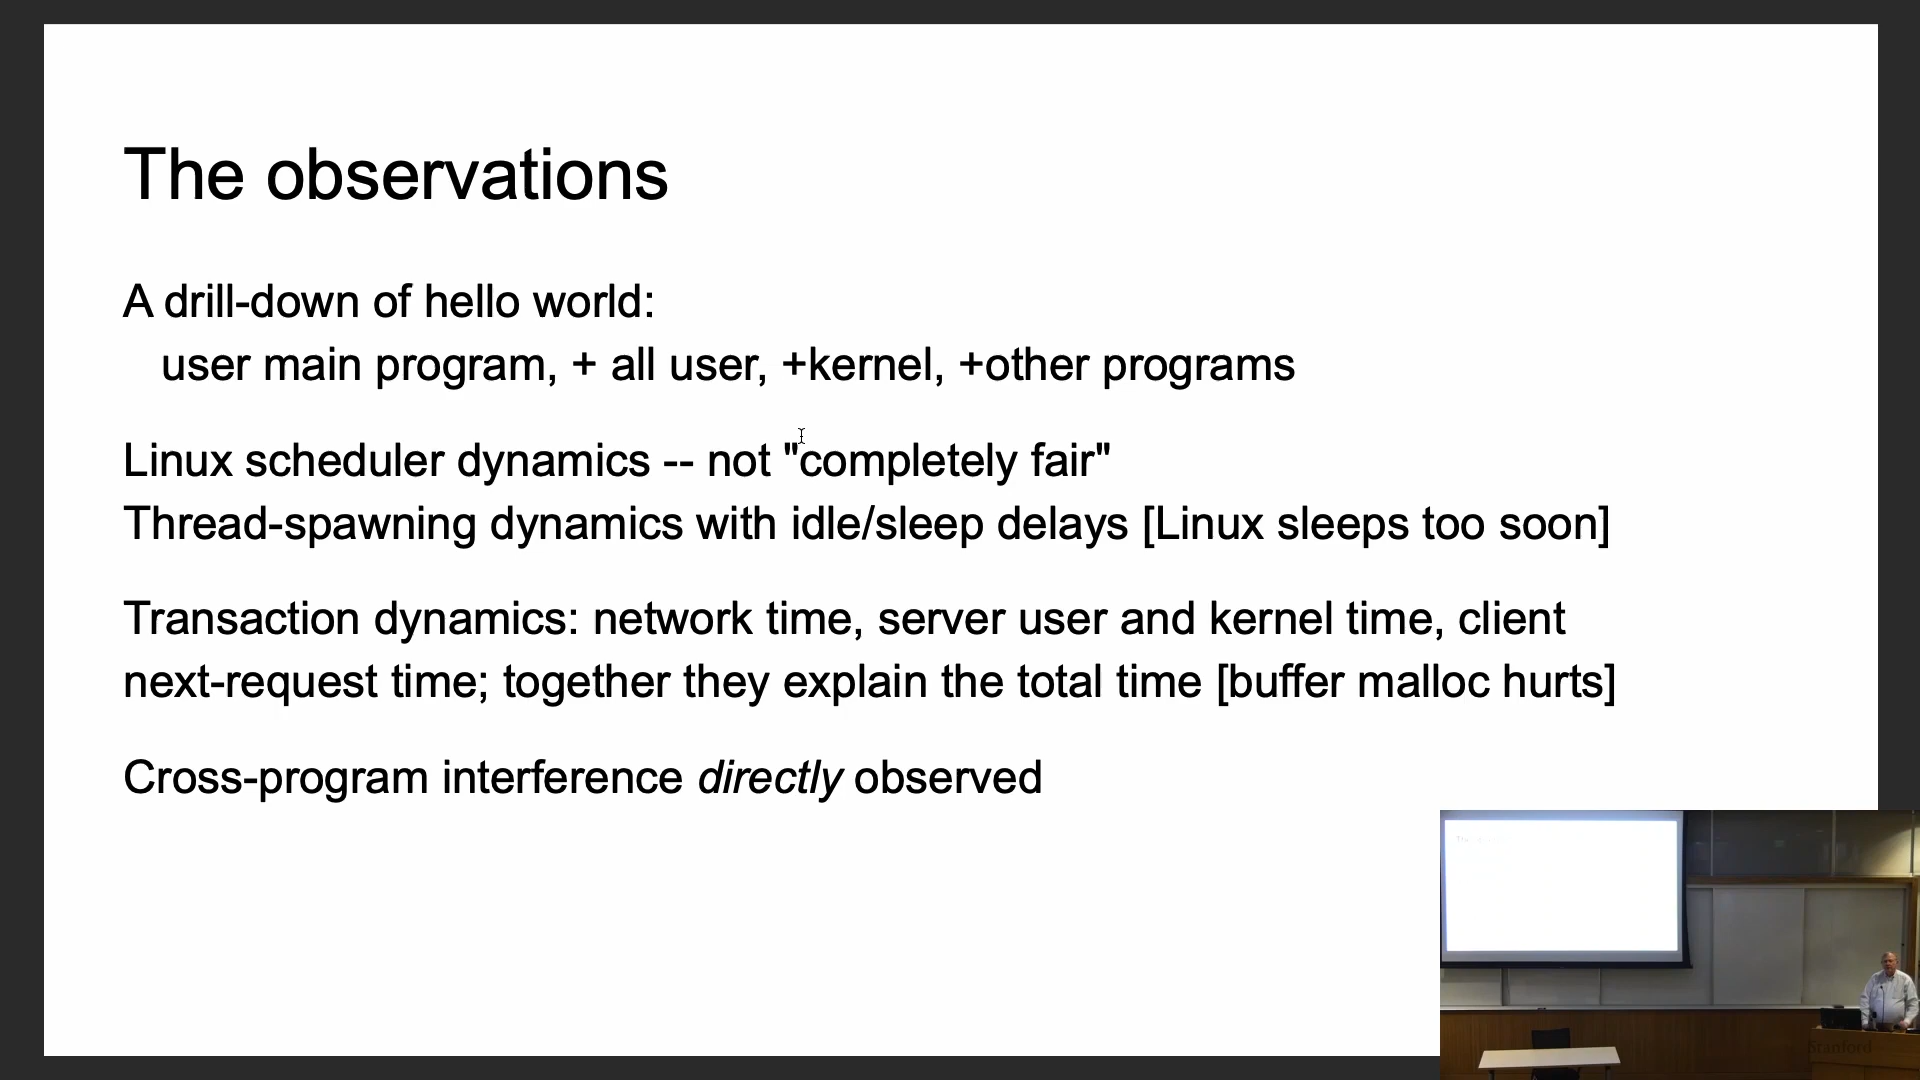 The observations
A drill-down of hello world:
user main program, + all user, +kernel, +other programs
Linux scheduler dynamics -- not "completely fair"
Thread-spawning dynamics with idle/sleep delays [Linux sleeps too soon]
Transaction dynamics: network time, server user and kernel time, client
next-request time; together they explain the total time [buffer malloc hurts]
Cross-program interference directly observed
Stanford